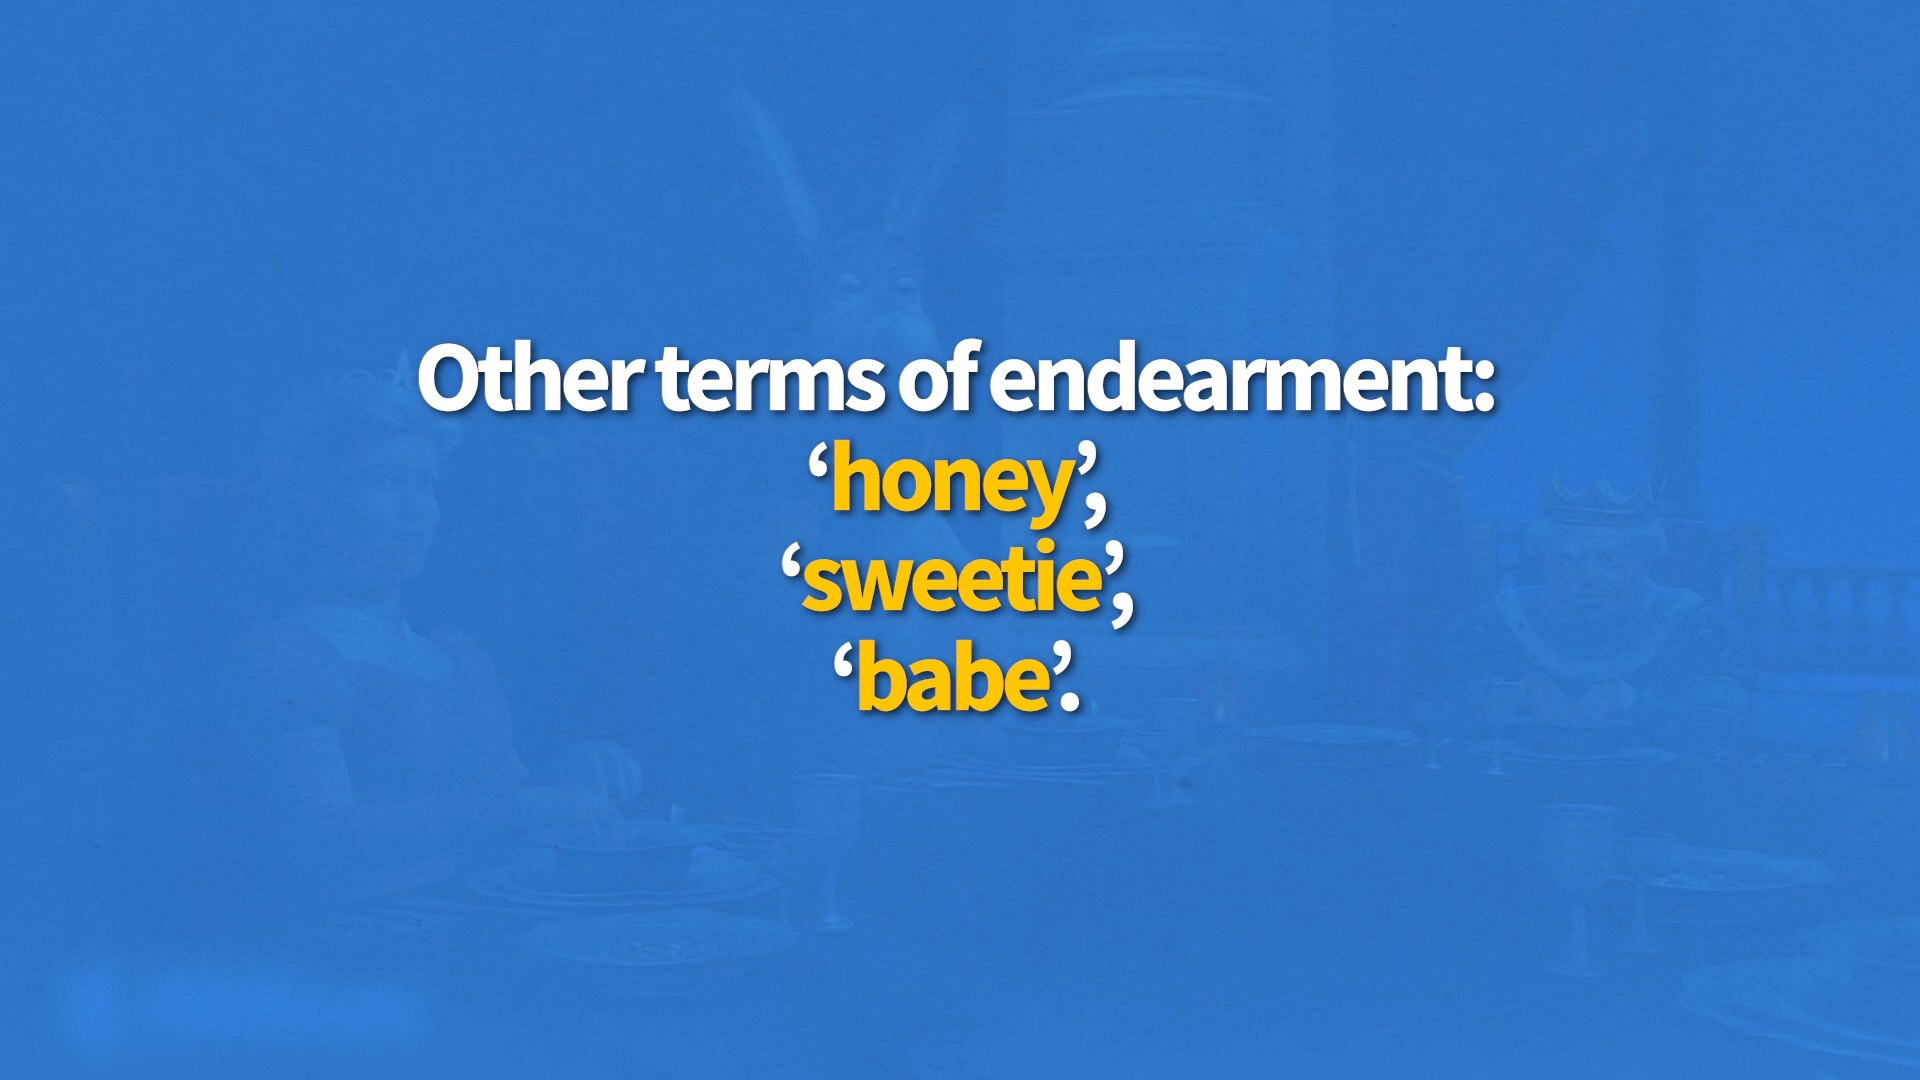 Other terms of endearment:
‘honey’,
‘sweetie’,
‘babe’.